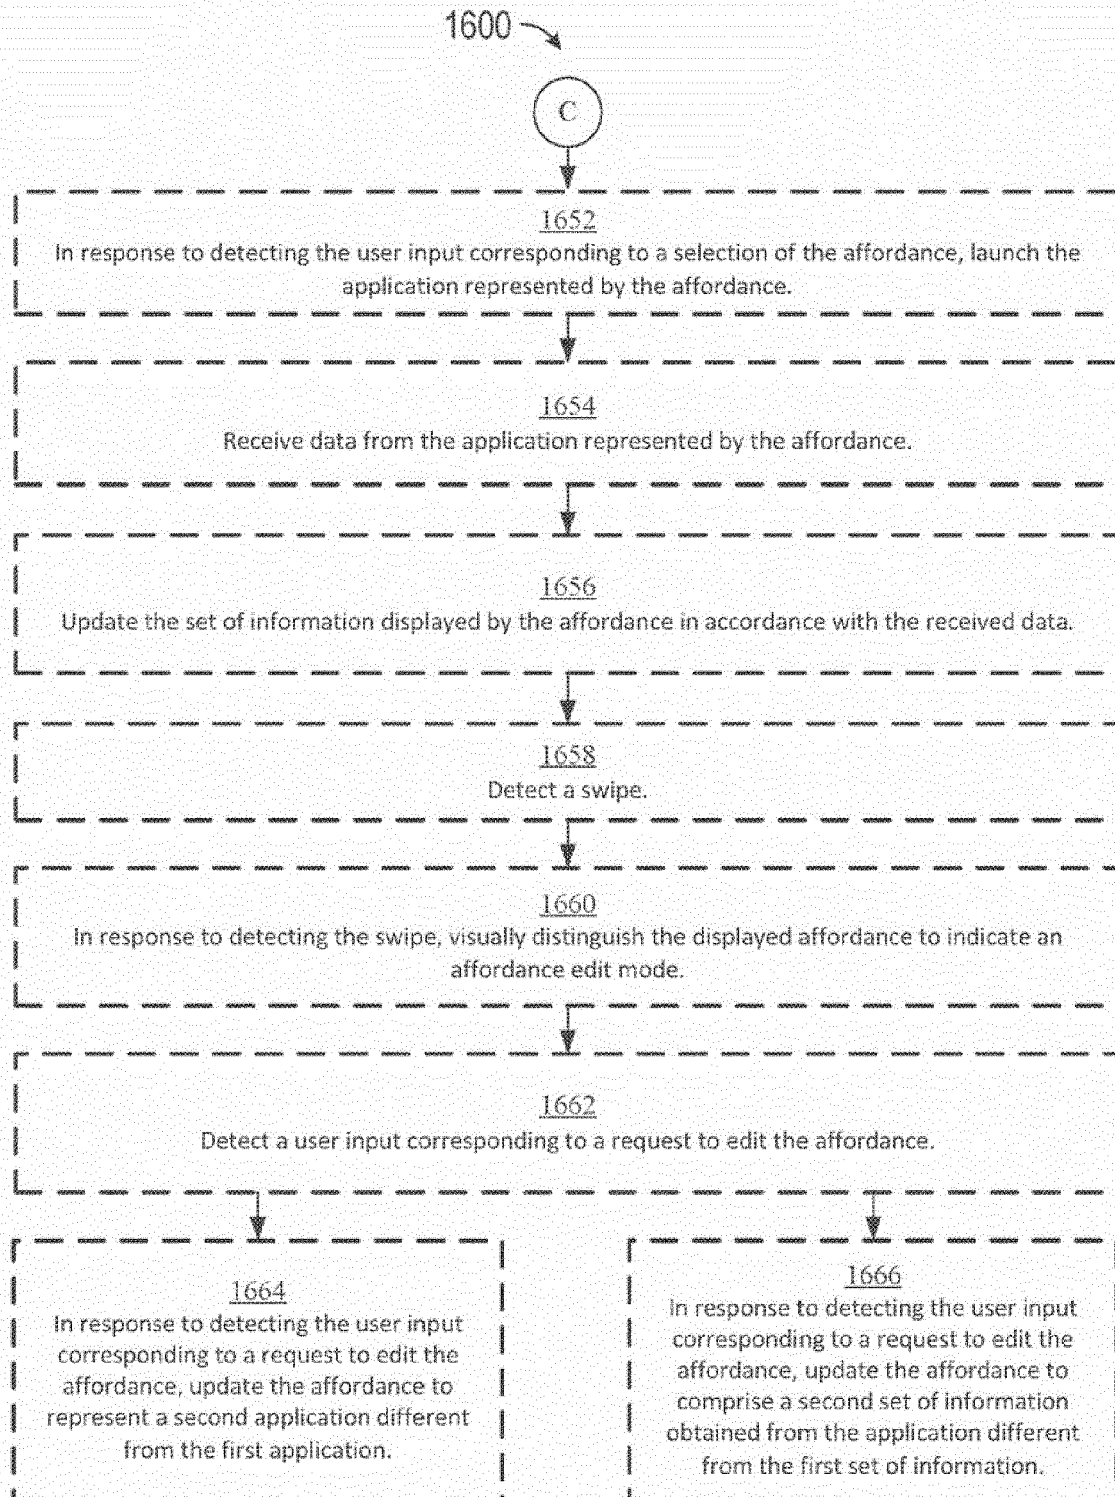 1600
C
1652
In response to detecting the user input corresponding to a selection of the affordance, launch the
application represented by the affordance.
1654
Receive data from the application represented by the affordance.
1656
Update the set of information displayed by the affordance in accordance with the received data.
1658
Detect a swipe.
1660
In response to detecting the swipe, visually distinguish the displayed affordance to indicate an
affordance edit mode.
1662
Detect a user input corresponding to a request to edit the affordance.
1664
In response to detecting the user input
corresponding to a request to edit the
affordance, update the affordance to
represent a second application different
from the first application.
1666
In response to detecting the user input
corresponding to a request to edit the
affordance, update the affordance to
comprise a second set of information
obtained from the application different
from the first set of information.